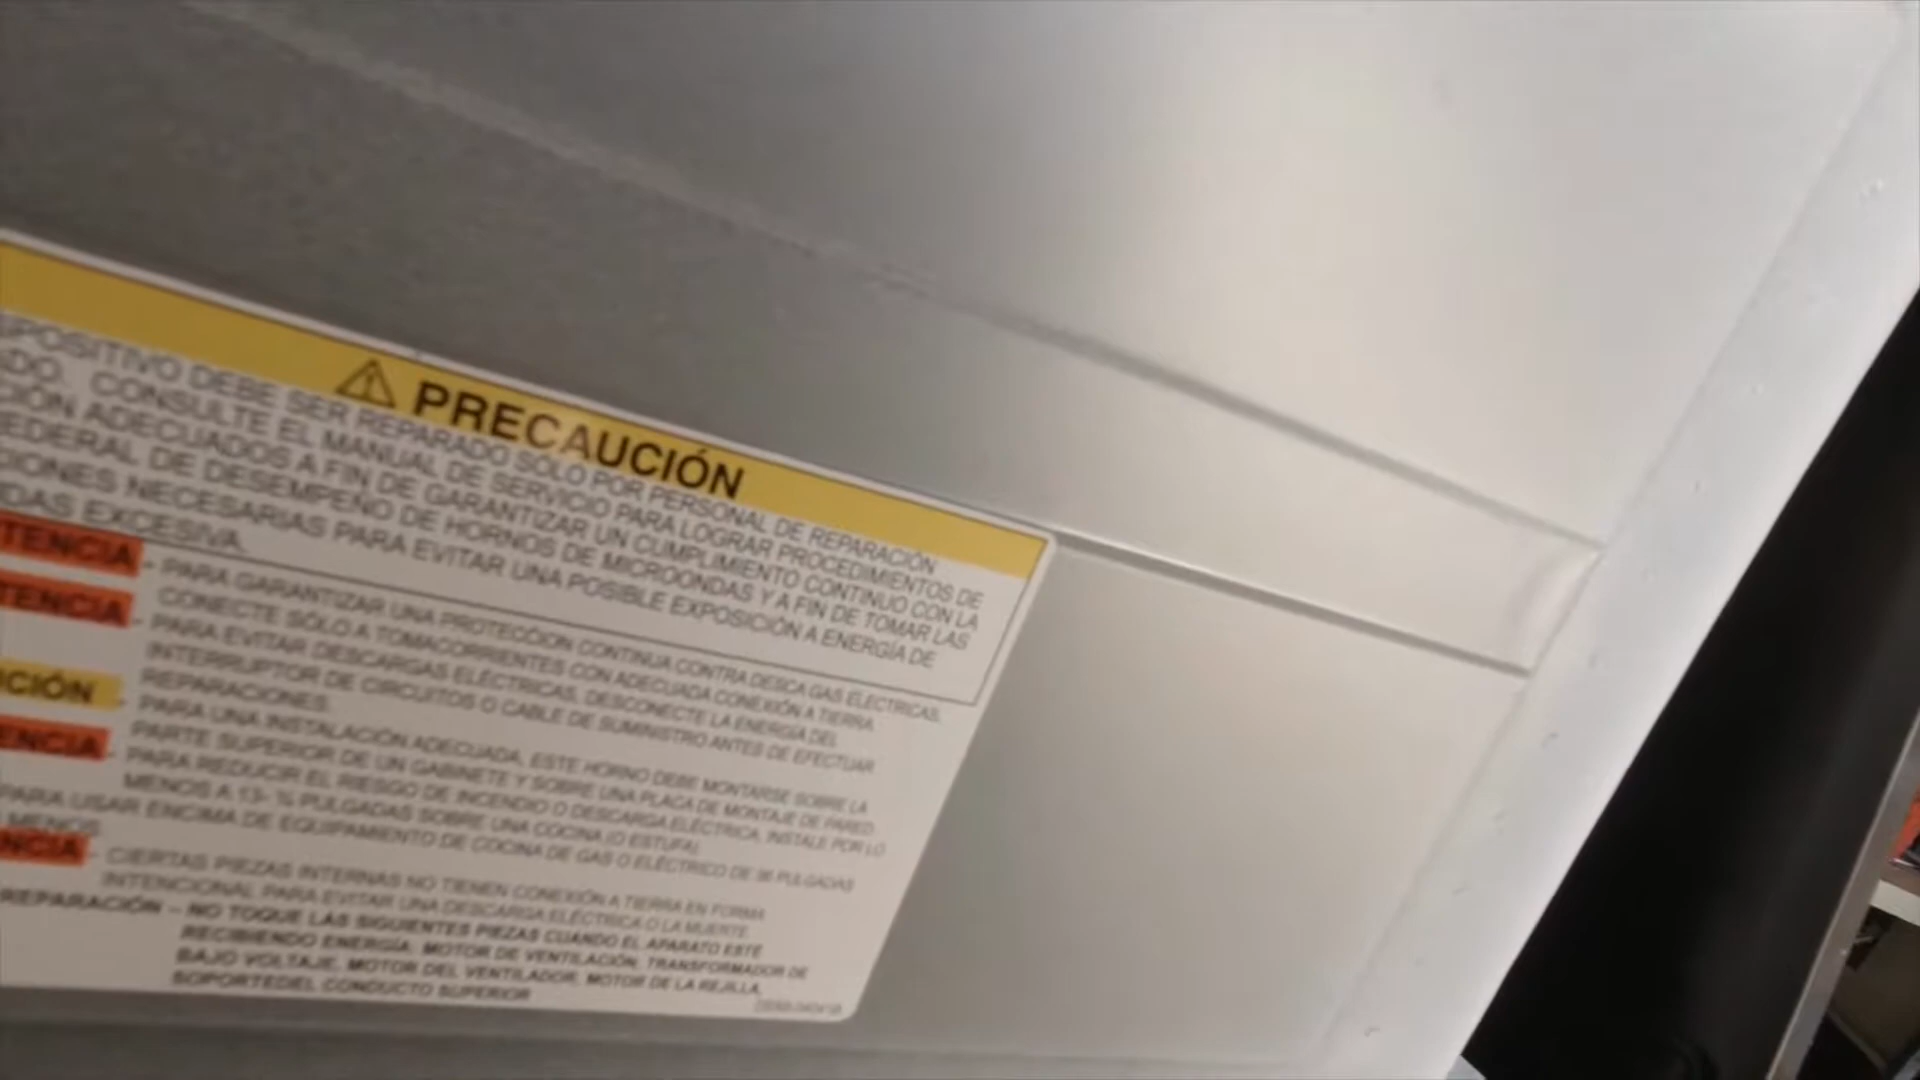 PRECAUCIÓN
SPOSITIVO DEBE SER REPARADO SOLO POR PERSONAL DE REPARACIÓN
ADO. CONSULTE EL MANUAL DE SERVICIO PARA LOGRAR PROCEDIMIENTOS DE
CIÓN ADECUADOS A FIN DE GARANTIZAR UN CUMPLIMIENTO CONTINUO CON LA
FEDERAL DE DESEMPEÑO DE HORNOS DE MICROONDAS Y A FIN DE TOMAR LAS
IONES NECESARIAS PARA EVITAR UNA POSIBLE EXPOSICIÓN A ENERGÍA DE
DAS EXCESIVA.
TENCIA - PARA GARANTIZAR UNA PROTECCION CONTINUA CONTRA DESCA GAS ELECTRICAS,
CONECTE SÓLO A TOMACORRIENTES CON ADECUADA CONEXIÓN A TIERRA.
TENCIA - PARA EVITAR DESCARGAS ELÉCTRICAS, DESCONECTE LA ENERGÍA DEL
INTERRUPTOR DE CIRCUITOS O CABLE DE SUMINISTRO ANTES DE EFECTUAR
REPARACIONES.
CIÓN - PARA UNA INSTALACIÓN ADECUADA, ESTE HORNO DEBE MONTARSE SOBRE LA
PARTE SUPERIOR DE UN GABINETE Y SOBRE UNA PLACA DE MONTAJE DE PARED.
ENCIA - PARA REDUCIR EL RIESGO DE INCENDIO O DESCARGA ELÉCTRICA, INSTALE POR LO
MENOS A 13- PULGADAS SOBRE UNA COCINA (O ESTUFA).
PARA USAR ENCIMA DE EQUIPAMIENTO DE COCINA DE GAS O ELÉCTRICO DE 36 PULGADAS
MENOS
NCIA - CIERTAS PIEZAS INTERNAS NO TIENEN CONEXIÓN A TIERRA EN FORMA
INTENCIONAL PARA EVITAR UNA DESCARGA ELÉCTRICA O LA MUERTE.
REPARACIÓN - NO TOQUE LAS SIGUIENTES PIEZAS CUANDO EL APARATO ESTÉ
RECIBIENDO ENERGÍA: MOTOR DE VENTILACIÓN, TRANSFORMADOR DE
BAJO VOLTAJE, MOTOR DEL VENTILADOR, MOTOR DE LA REJILLA,
SOPORTEDEL CONDUCTO SUPERIOR